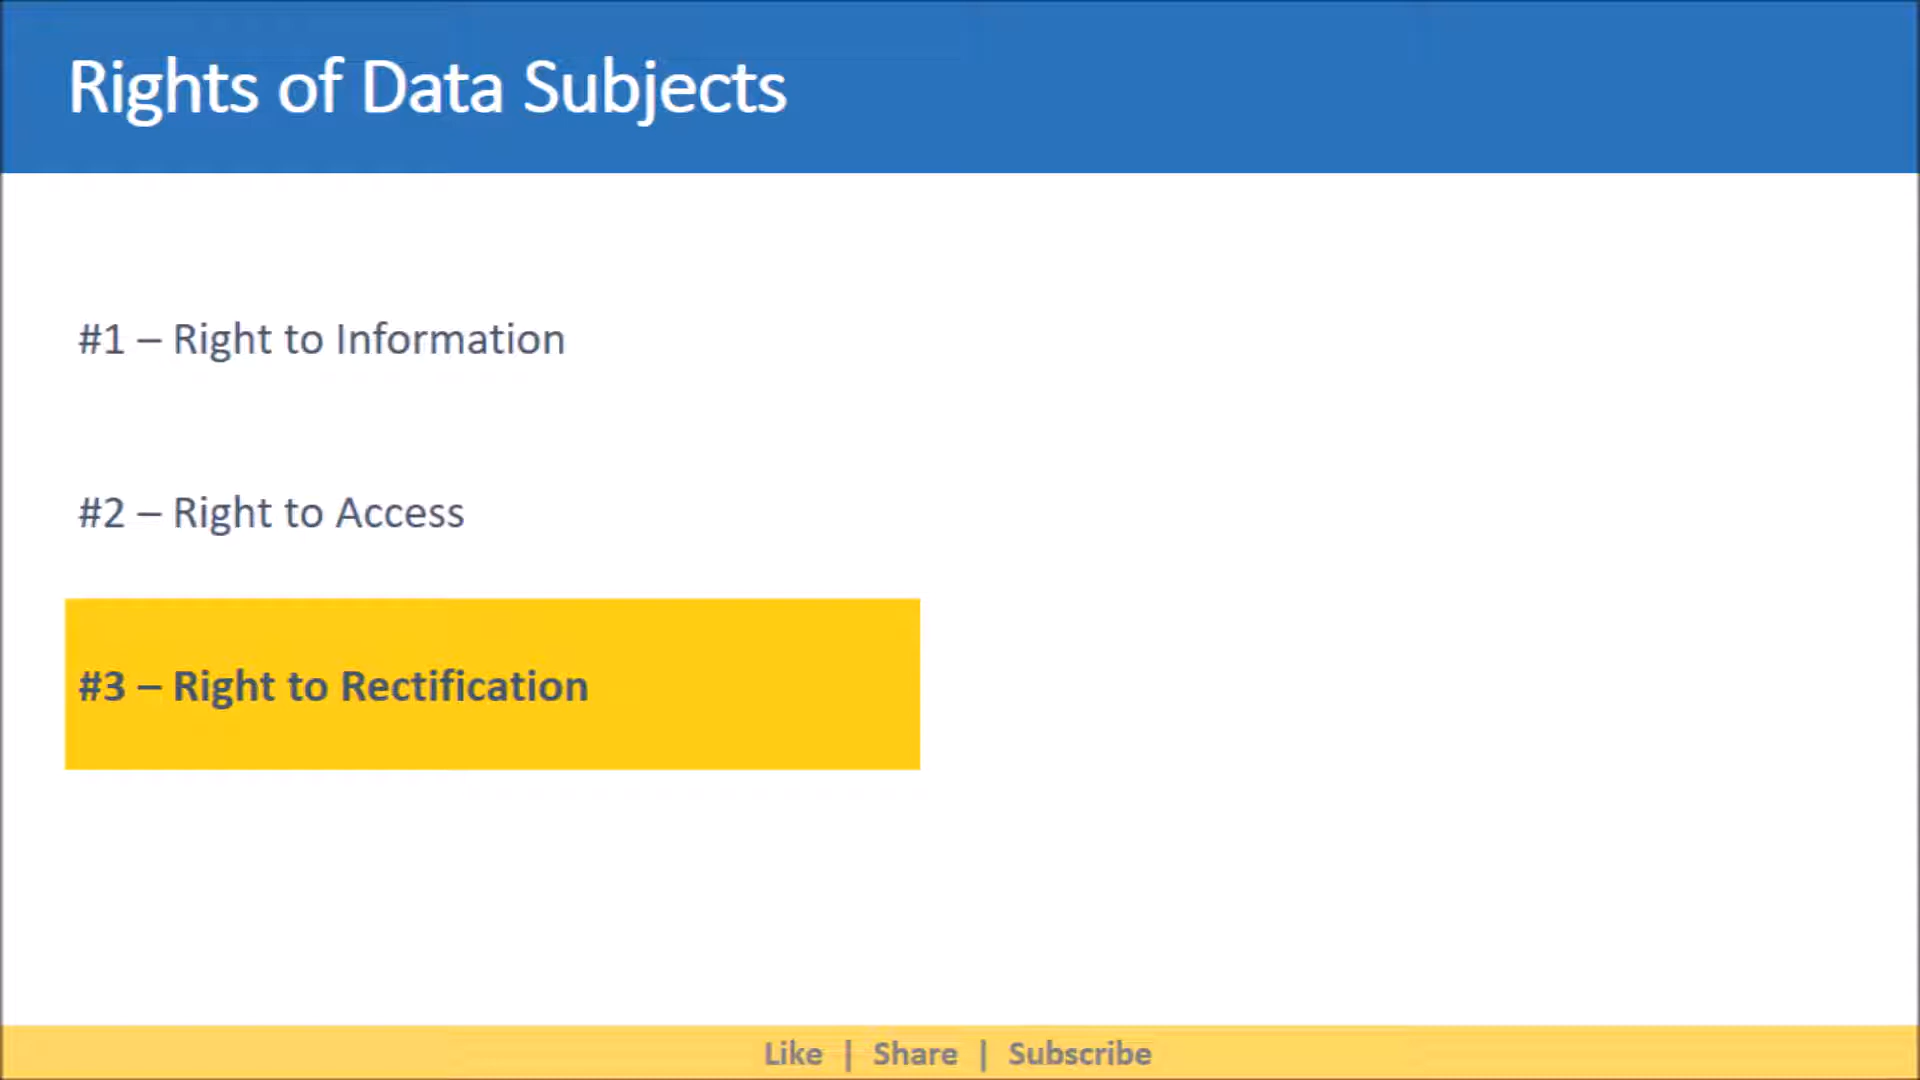 Rights of Data Subjects
#1 – Right to Information
#2 – Right to Access
#3 – Right to Rectification
Like | Share | Subscribe